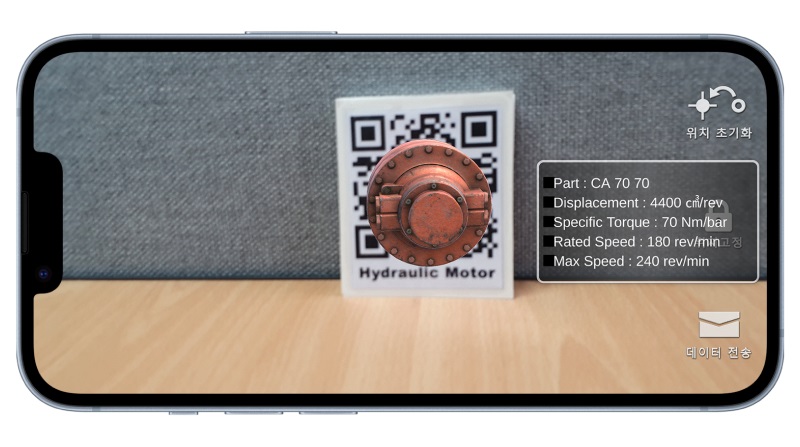 위치 초기화
Part : CA 70 70
Displacement : 4400 ㎤/rev
Specific Torque : 70 Nm/bar
Rated Speed : 180 rev/min
고정
Max Speed : 240 rev/min
Hydraulic Motor
데이터 전송